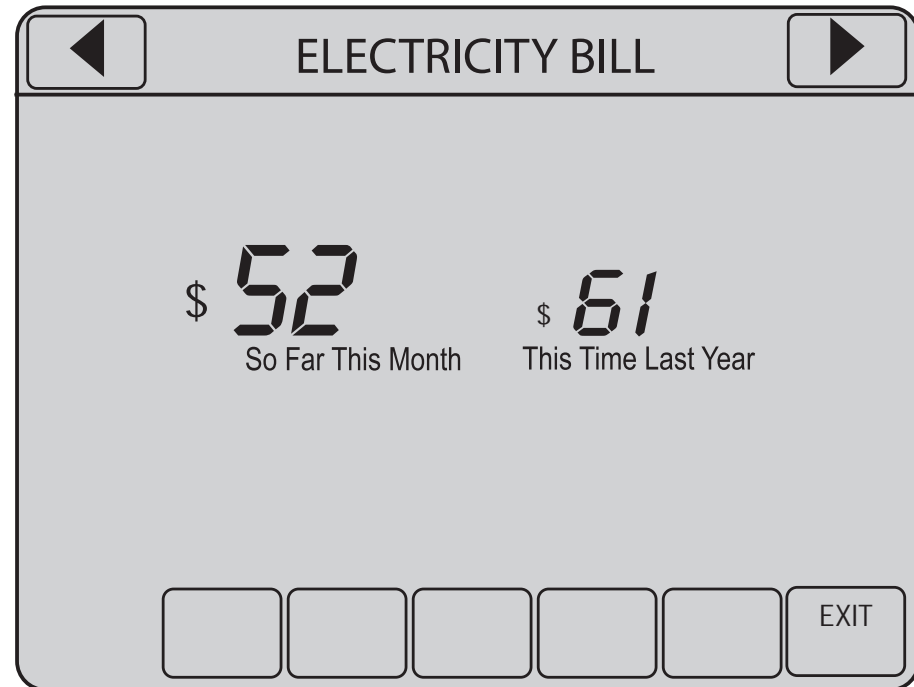 ELECTRICITY BILL
$ 52
So Far This Month
$ 61
This Time Last Year
EXIT